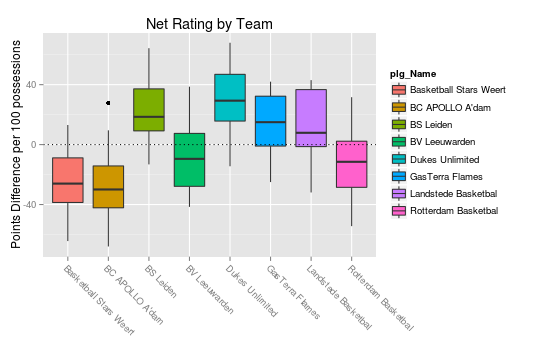 Net Rating by Team
Points Difference per 100 possessions
40
0
-40
Basketball Stars Weert
BC APOLLO A'dam
BS Leiden
BV Leeuwarden
Dukes Unlimited
GasTerra Flames
Landstede Basketbal
Rotterdam Basketbal
plg_Name
Basketball Stars Weert
BC APOLLO A'dam
BS Leiden
BV Leeuwarden
Dukes Unlimited
GasTerra Flames
Landstede Basketbal
Rotterdam Basketbal